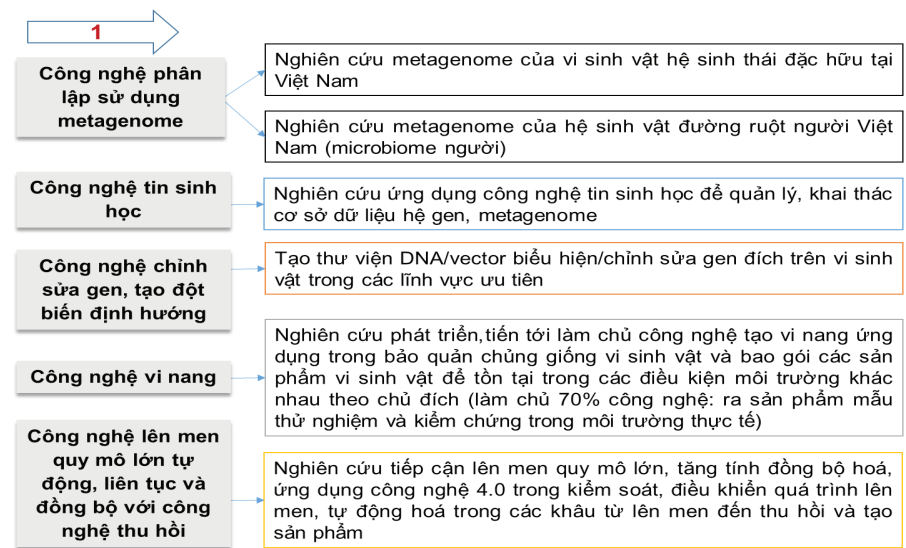 1
Công nghệ phân
lập sử dụng
metagenome
Nghiên cứu metagenome của vi sinh vật hệ sinh thái đặc hữu tại
Việt Nam
Nghiên cứu metagenome của hệ sinh vật đường ruột người Việt
Nam (microbiome người)
Công nghệ tin sinh
học
Nghiên cứu ứng dụng công nghệ tin sinh học để quản lý, khai thác
cơ sở dữ liệu hệ gen, metagenome
Công nghệ chỉnh
sửa gen, tạo đột
biến định hướng
Tạo thư viện DNA/vector biểu hiện/chỉnh sửa gen đích trên vi sinh
vật trong các lĩnh vực ưu tiên
Công nghệ vi nang
Nghiên cứu phát triển,tiến tới làm chủ công nghệ tạo vi nang ứng
dụng trong bảo quản chủng giống vi sinh vật và bao gói các sản
phẩm vi sinh vật để tồn tại trong các điều kiện môi trường khác
nhau theo chủ đích (làm chủ 70% công nghệ: ra sản phẩm mẫu
thử nghiệm và kiểm chứng trong môi trường thực tế)
Công nghệ lên men
quy mô lớn tự
động, liên tục và
đồng bộ với công
nghệ thu hồi
Nghiên cứu tiếp cận lên men quy mô lớn, tăng tính đồng bộ hoá,
ứng dụng công nghệ 4.0 trong kiểm soát, điều khiển quá trình lên
men, tự động hoá trong các khâu từ lên men đến thu hồi và tạo
sản phẩm